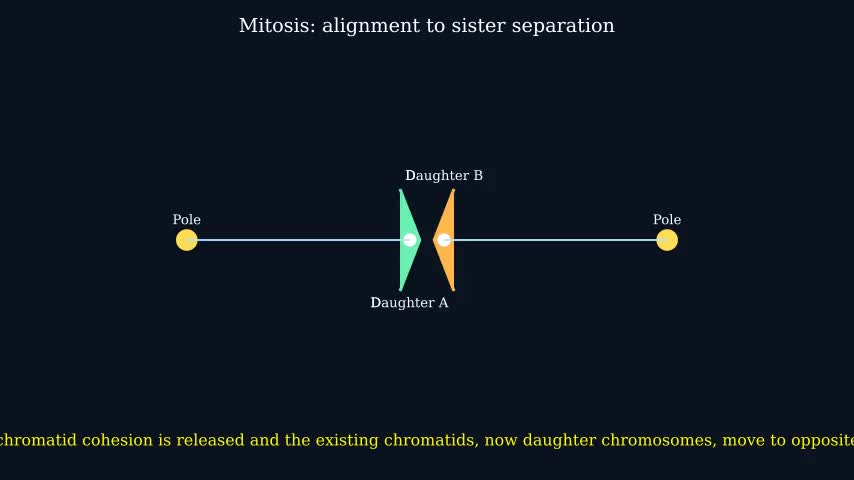 Mitosis: alignment to sister separation
Daughter B
Pole
Pole
Daughter A
chromatid cohesion is released and the existing chromatids, now daughter chromosomes, move to opposite